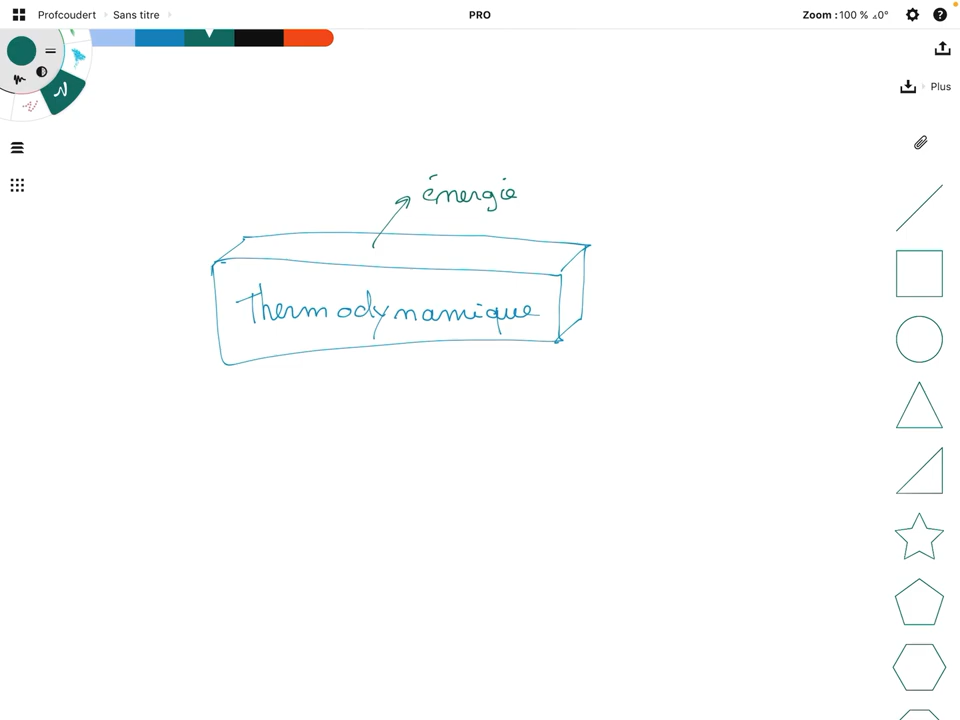 Profcoudert Sans titre
PRO
Zoom : 100 % ⦟0°
Plus
énergie
Thermodynamique